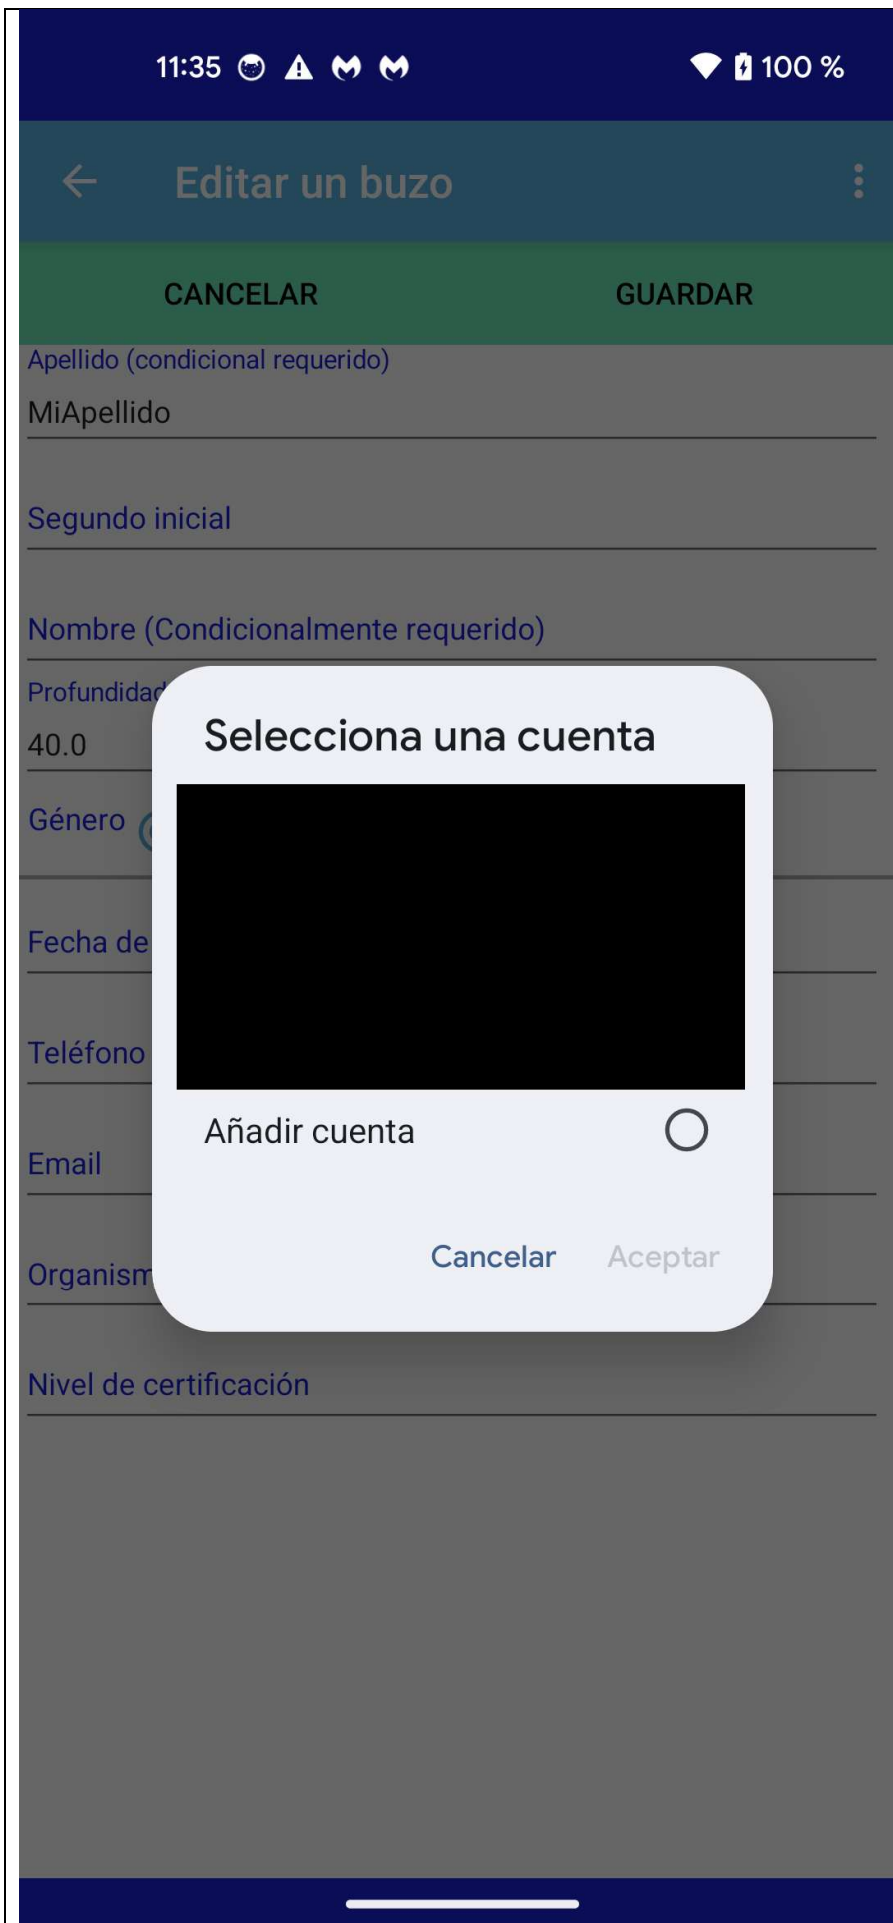 11:35 100 %
Editar un buzo
CANCELAR GUARDAR
Apellido (condicional requerido)
MiApellido
Segundo inicial
Nombre (Condicionalmente requerido)
Profundidad
40.0
Selecciona una cuenta
Género
Fecha de
Teléfono
Añadir cuenta
Email
Cancelar Aceptar
Organism
Nivel de certificación